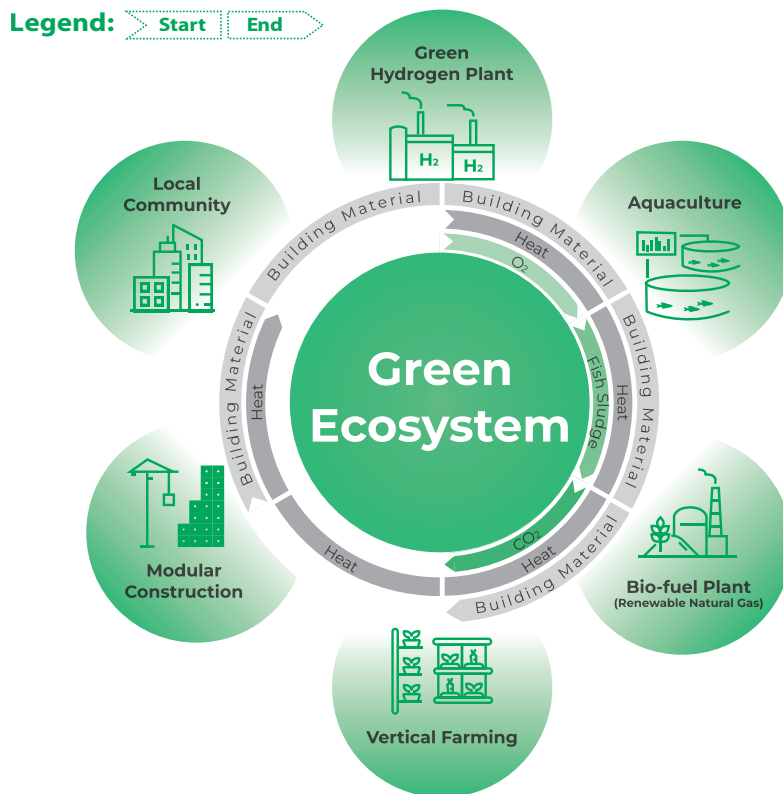 Legend: Start End
Green
Hydrogen Plant
H₂
H₂
Local
Community
Aquaculture
Building Material
Building Material
Heat
O₂
Building Material
Heat
Fish Sludge
Building Material
Heat
Green
Ecosystem
CO₂
Heat
Building Material
Heat
Modular
Construction
Bio-fuel Plant
(Renewable Natural Gas)
Vertical Farming